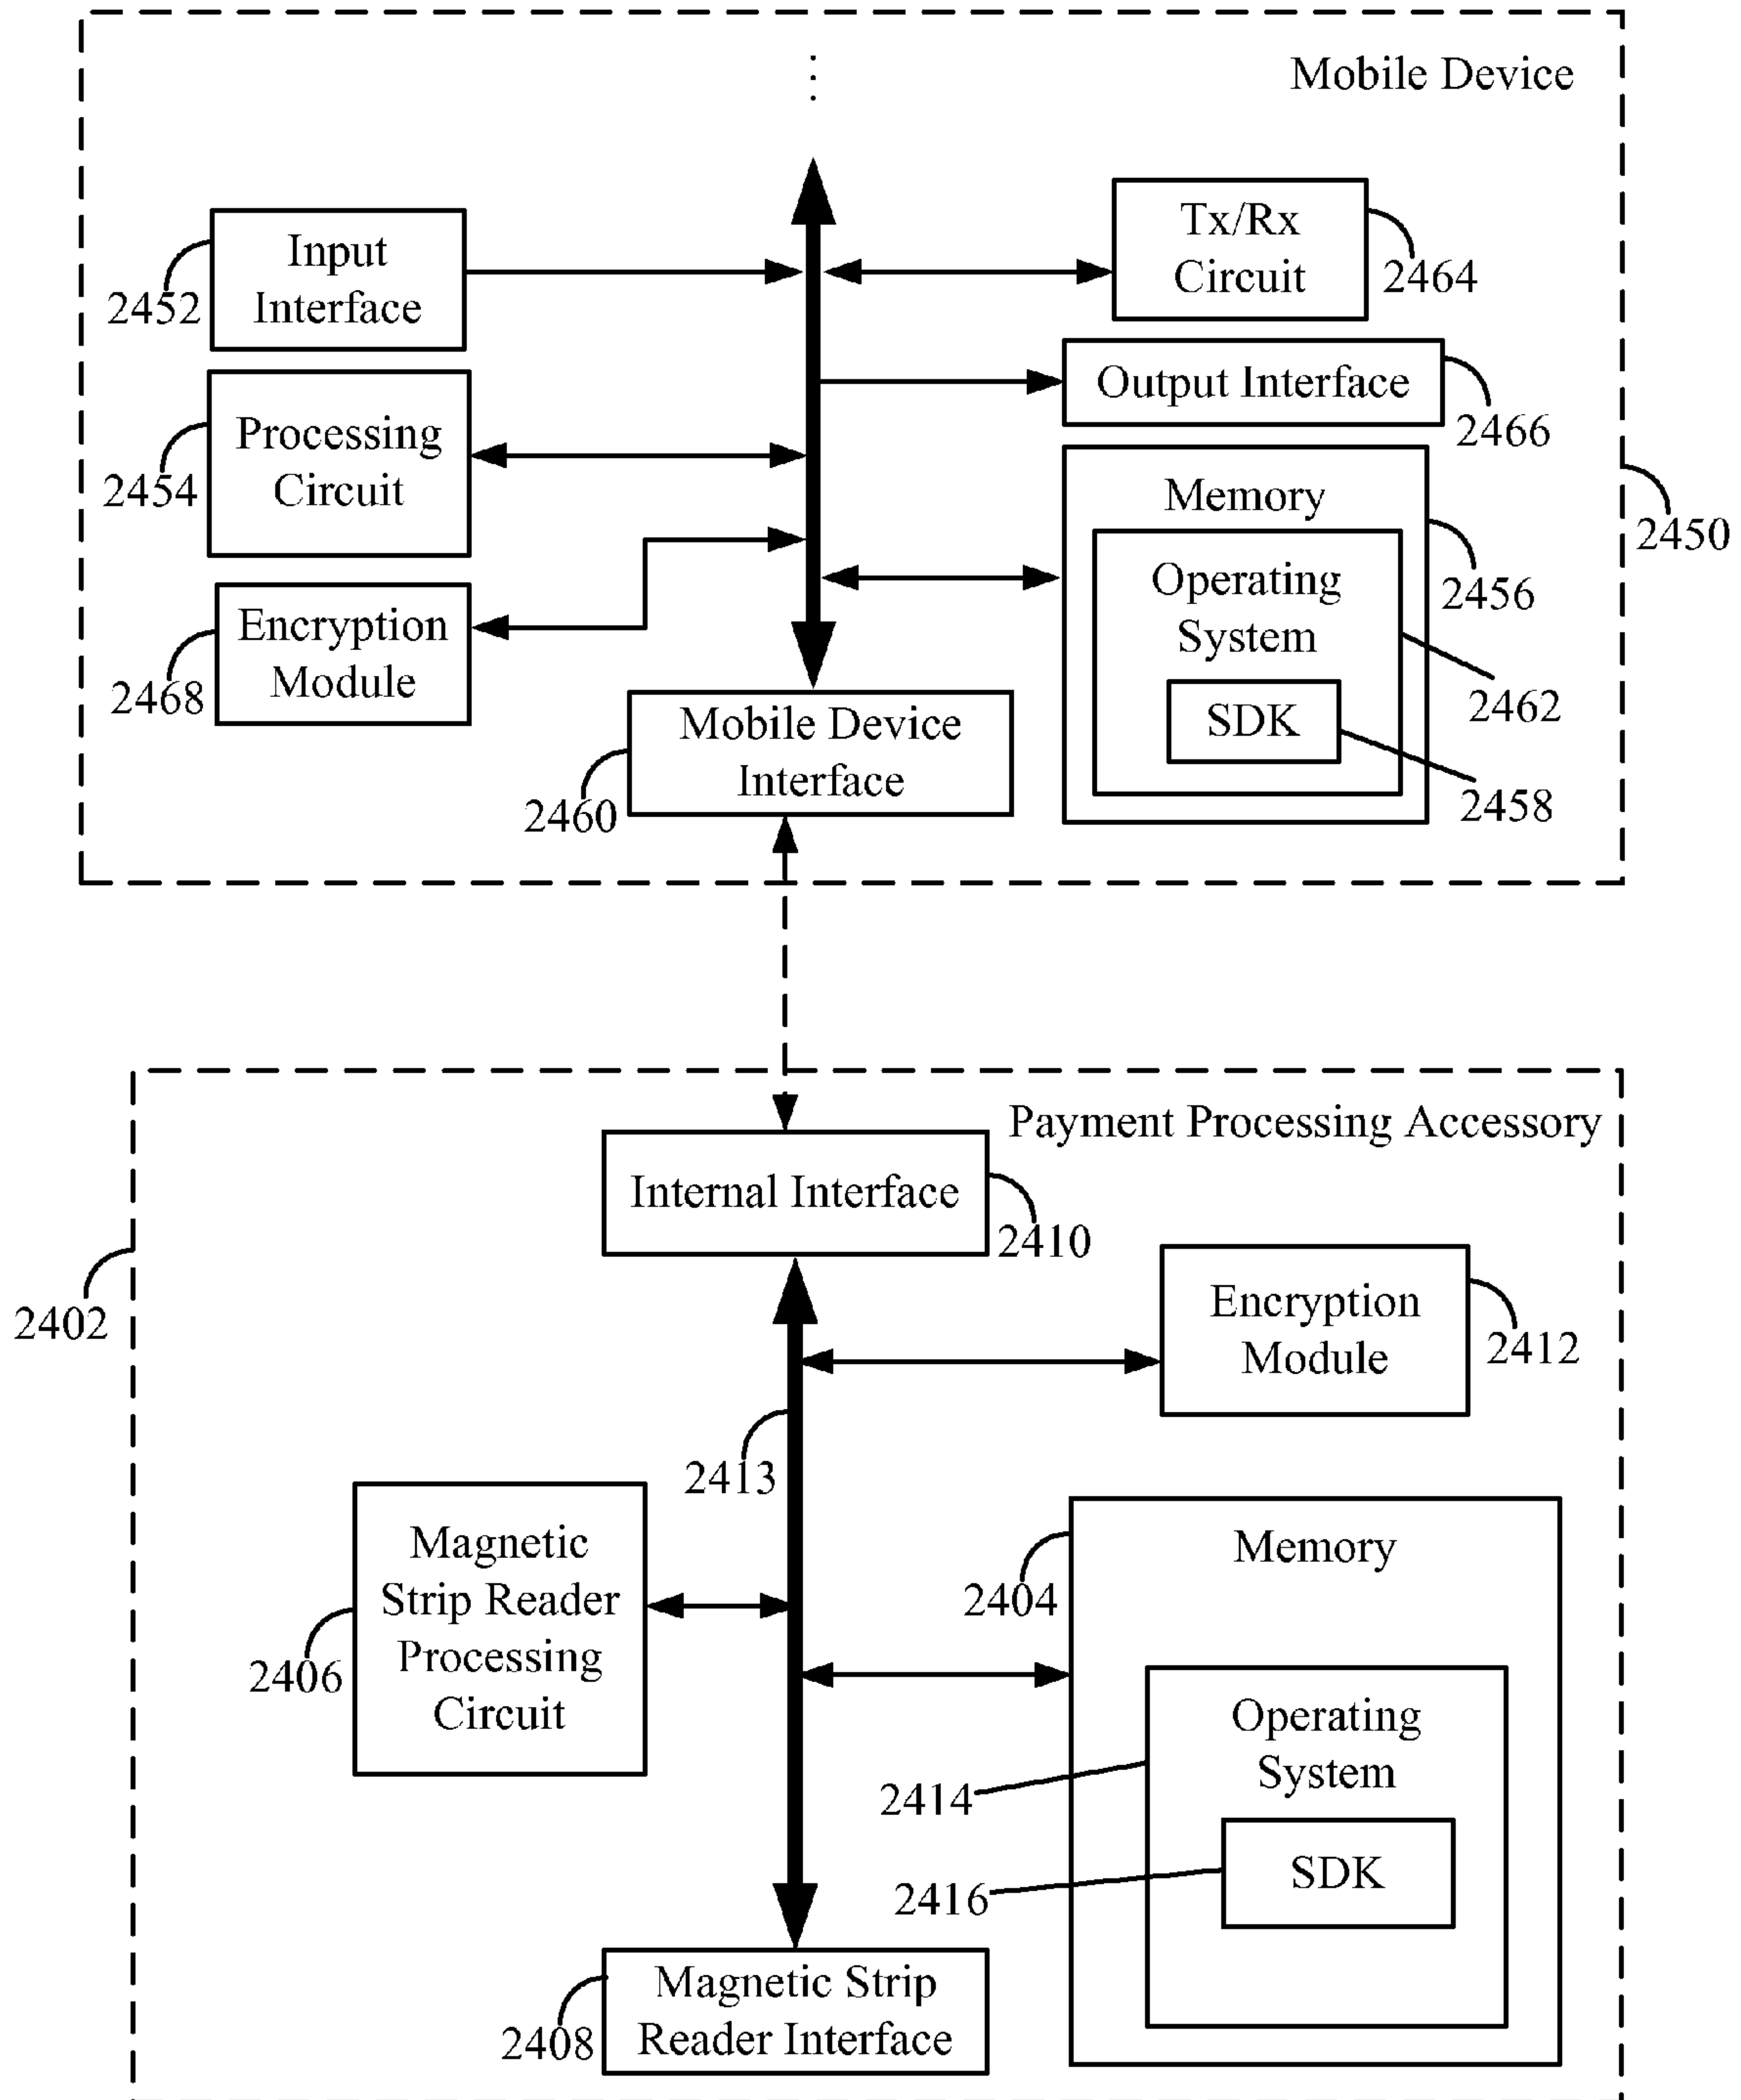 Mobile Device
Input
Interface
2452
Tx/Rx
Circuit
2464
Output Interface
2466
Processing
Circuit
2454
Memory
2456
2450
Operating
System
2462
SDK
2458
Encryption
Module
2468
Mobile Device
Interface
2460
Payment Processing Accessory
Internal Interface
2410
2402
Encryption
Module
2412
2413
Magnetic
Strip Reader
Processing
Circuit
2406
Memory
2404
Operating
System
2414
SDK
2416
Magnetic Strip
Reader Interface
2408